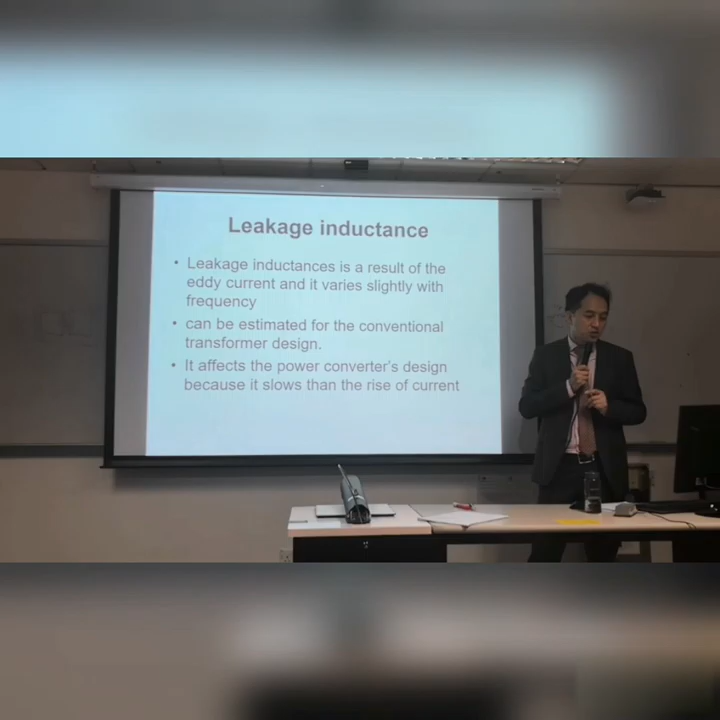 Leakage inductance
• Leakage inductances is a result of the
eddy current and it varies slightly with
frequency
• can be estimated for the conventional
transformer design.
• It affects the power converter's design
because it slows than the rise of current